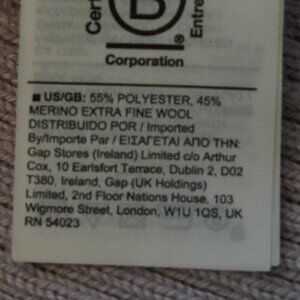 Cert
B
Entre
®
Corporation
■ US/GB: 55% POLYESTER, 45%
MERINO EXTRA FINE WOOL
DISTRIBUIDO POR / Imported
By/Importe Par / ΕΙΣΑΓΕΤΑΙ ΑΠΟ ΤΗΝ:
Gap Stores (Ireland) Limited c/o Arthur
Cox, 10 Earlsfort Terrace, Dublin 2, D02
T380, Ireland, Gap (UK Holdings)
Limited, 2nd Floor Nations House, 103
Wigmore Street, London, W1U 1QS, UK
RN 54023